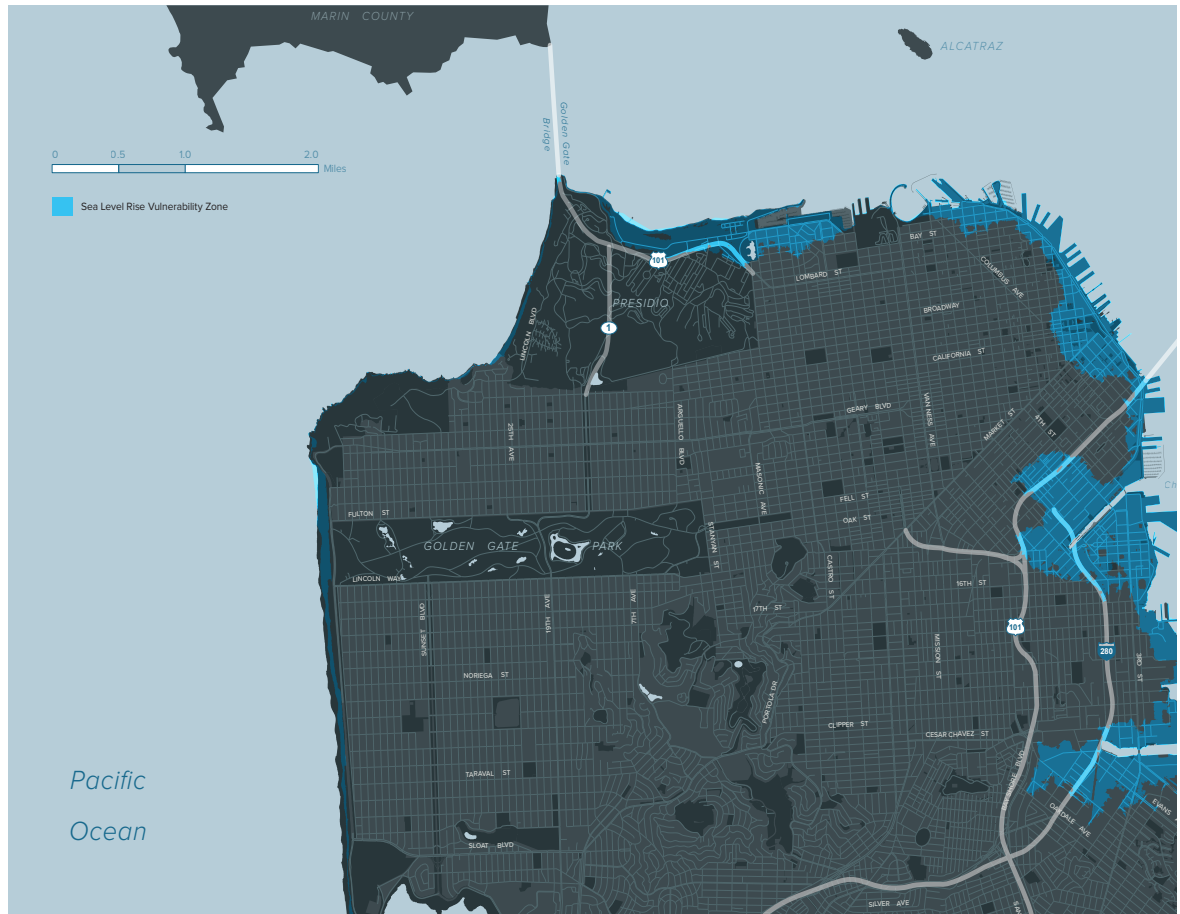 MARIN COUNTY
ALCATRAZ
Golden Gate
Bridge
0 0.5 1.0 2.0
Miles
Sea Level Rise Vulnerability Zone
BAY ST
101
COLUMBUS AVE
LOMBARD ST
PRESIDIO
BROADWAY
LINCOLN BLVD
1
CALIFORNIA ST
GEARY BLVD
VAN NESS AVE
MARKET ST
4TH ST
25TH AVE
ARGUELLO BLVD
MASONIC AVE
Ch
FELL ST
FULTON ST
OAK ST
STANYAN ST
GOLDEN GATE PARK
CASTRO ST
LINCOLN WAY
16TH ST
SUNSET BLVD
19TH AVE
7TH AVE
17TH ST
101
MISSION ST
280
3RD ST
NORIEGA ST
PORTOLA DR
CLIPPER ST
CESAR CHAVEZ ST
TARAVAL ST
BAYSHORE BLVD
Pacific
Ocean
OAKDALE AVE
EVANS
SLOAT BLVD
SILVER AVE